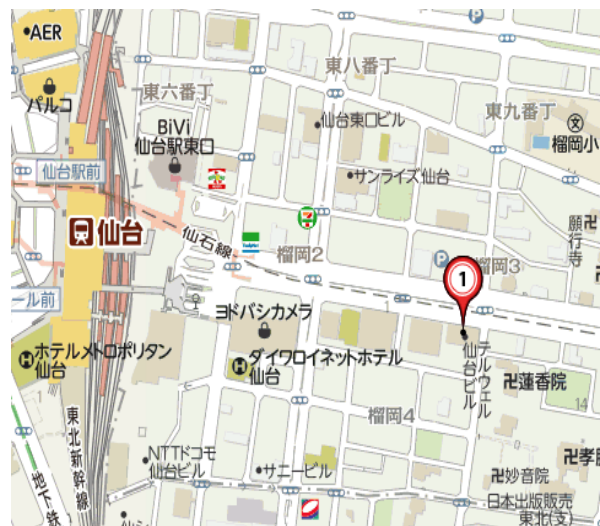 AER
パルコ
東六番丁
BiVi
仙台駅東口
東八番丁
仙台東口ビル
サンライズ仙台
東九番丁
文
榴岡小
仙台駅前
仙台
仙石線
榴岡2
榴岡3
願行寺
1
ール前
ヨドバシカメラ
ホテルメトロポリタン
仙台
ダイワロイネットホテル
仙台
テルウェル
仙台ビル
卍蓮香院
14
榴岡4
東北新幹線
地下鉄
NTTドコモ
仙台ビル
サニービル
卍妙音院
卍孝
日本出版販売
東北(支)